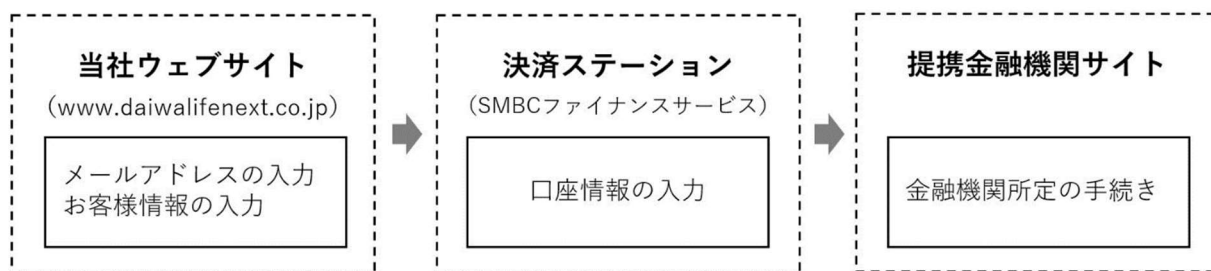 当社ウェブサイト
（www.daiwalifenext.co.jp）
メールアドレスの入力
お客様情報の入力
決済ステーション
（SMBCファイナンスサービス）
口座情報の入力
提携金融機関サイト
金融機関所定の手続き